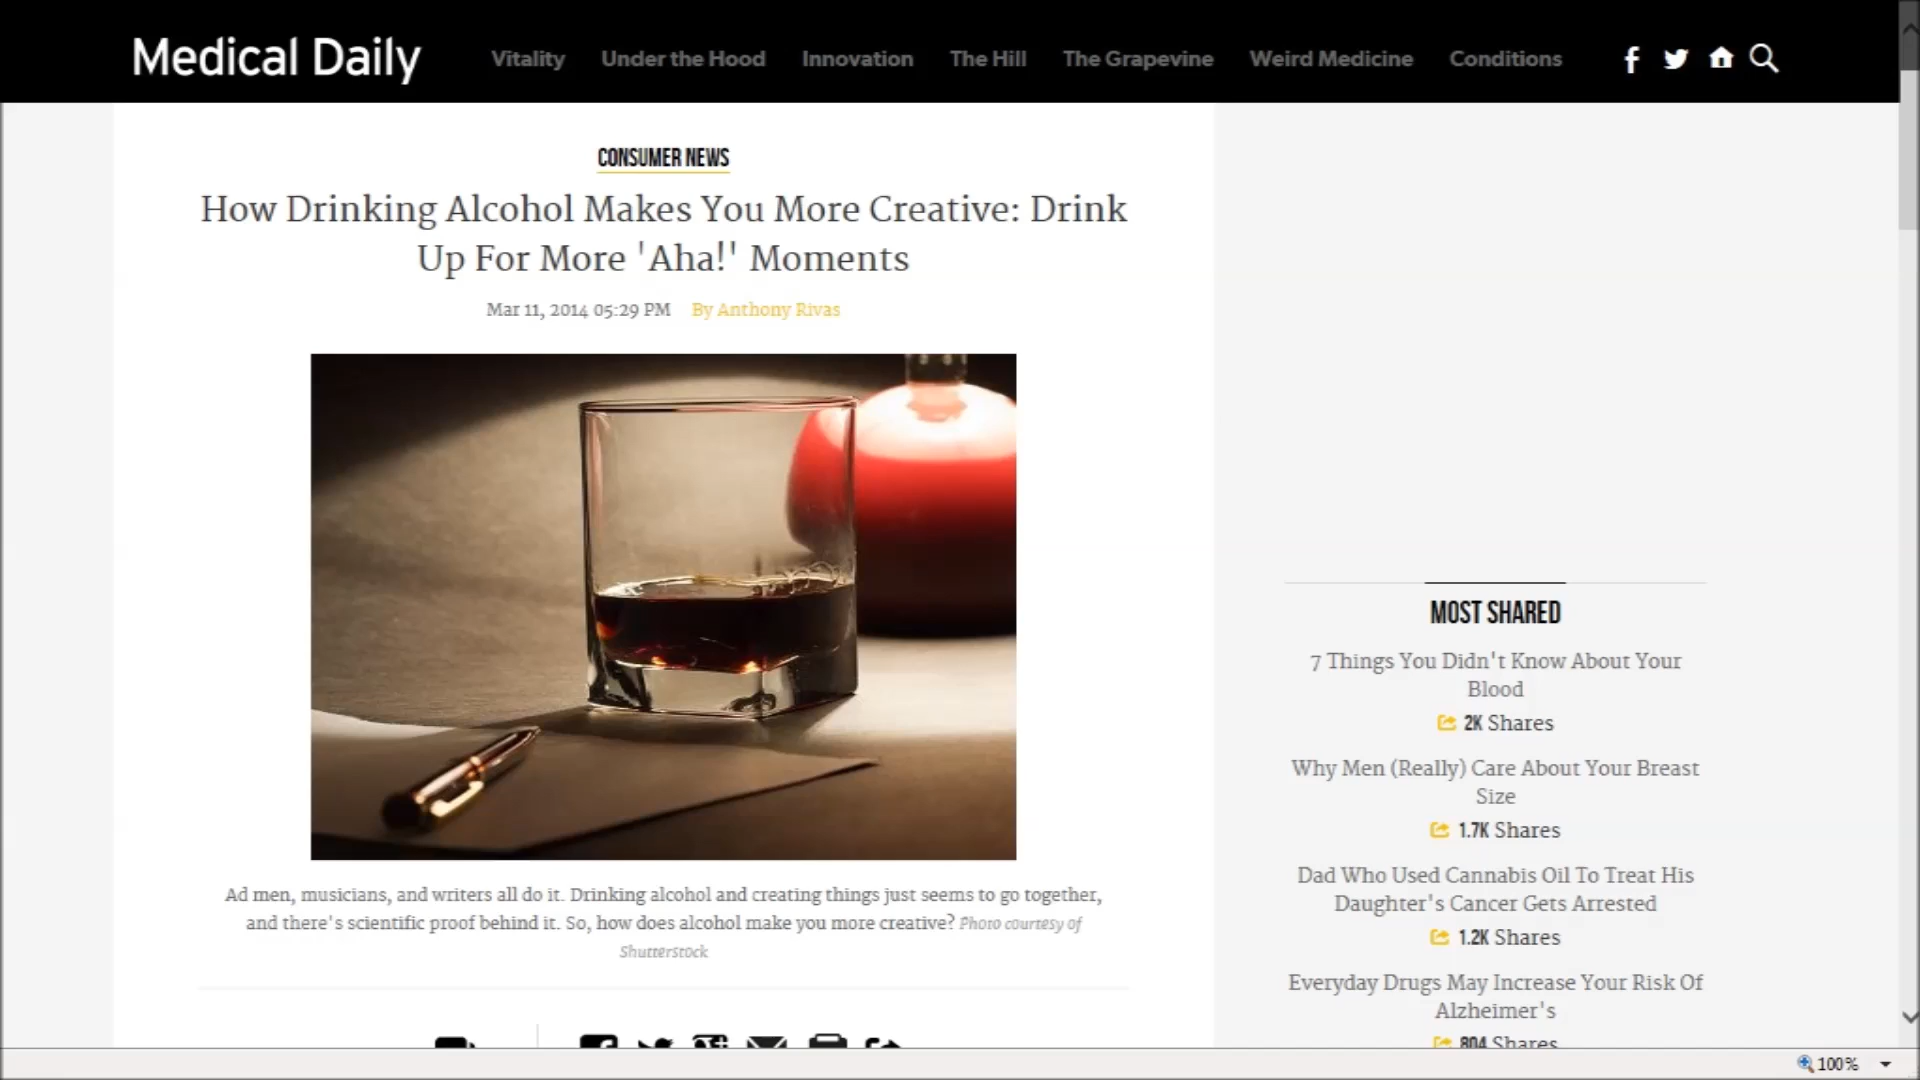 Medical Daily
Vitality
Under the Hood
Innovation
The Hill
The Grapevine
Weird Medicine
Conditions
CONSUMER NEWS
How Drinking Alcohol Makes You More Creative: Drink
Up For More 'Aha!' Moments
Mar 11, 2014 05:29 PM By Anthony Rivas
Ad men, musicians, and writers all do it. Drinking alcohol and creating things just seems to go together,
and there's scientific proof behind it. So, how does alcohol make you more creative? Photo courtesy of
Shutterstock
MOST SHARED
7 Things You Didn't Know About Your
Blood
2K Shares
Why Men (Really) Care About Your Breast
Size
1.7K Shares
Dad Who Used Cannabis Oil To Treat His
Daughter's Cancer Gets Arrested
1.2K Shares
Everyday Drugs May Increase Your Risk Of
Alzheimer's
804 Shares
100%